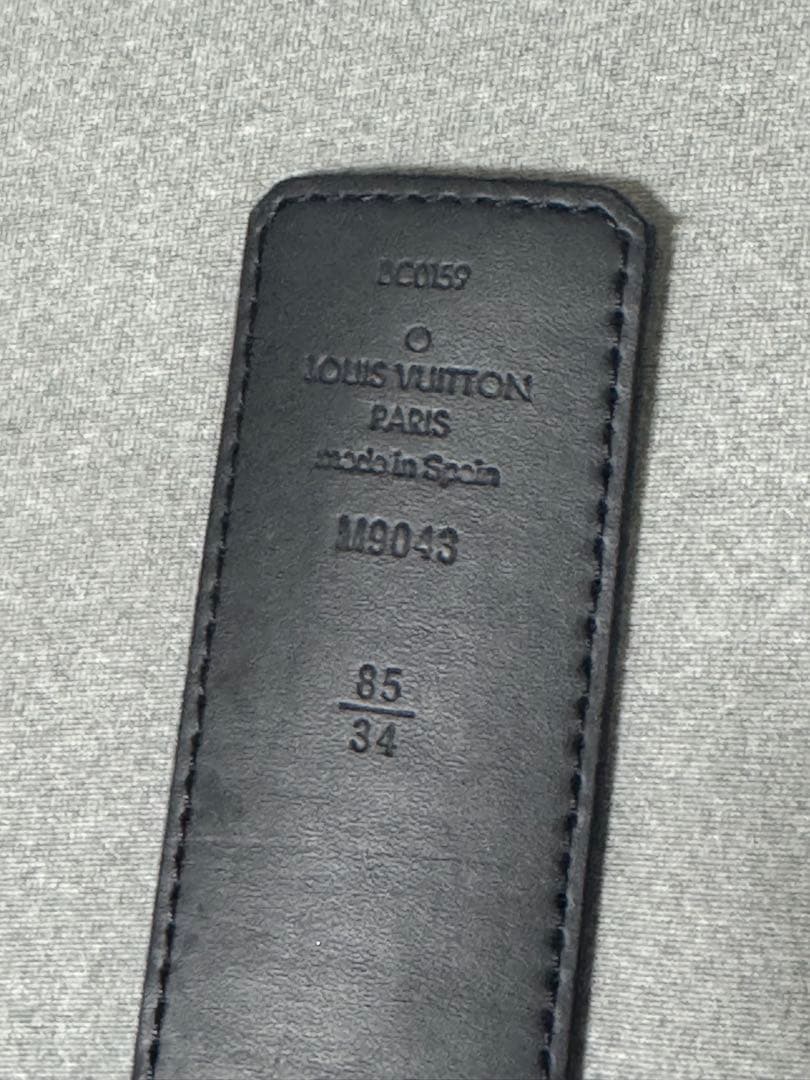 BC0159
LOUIS VUITTON
PARIS
made in Spain
M9043
85
34